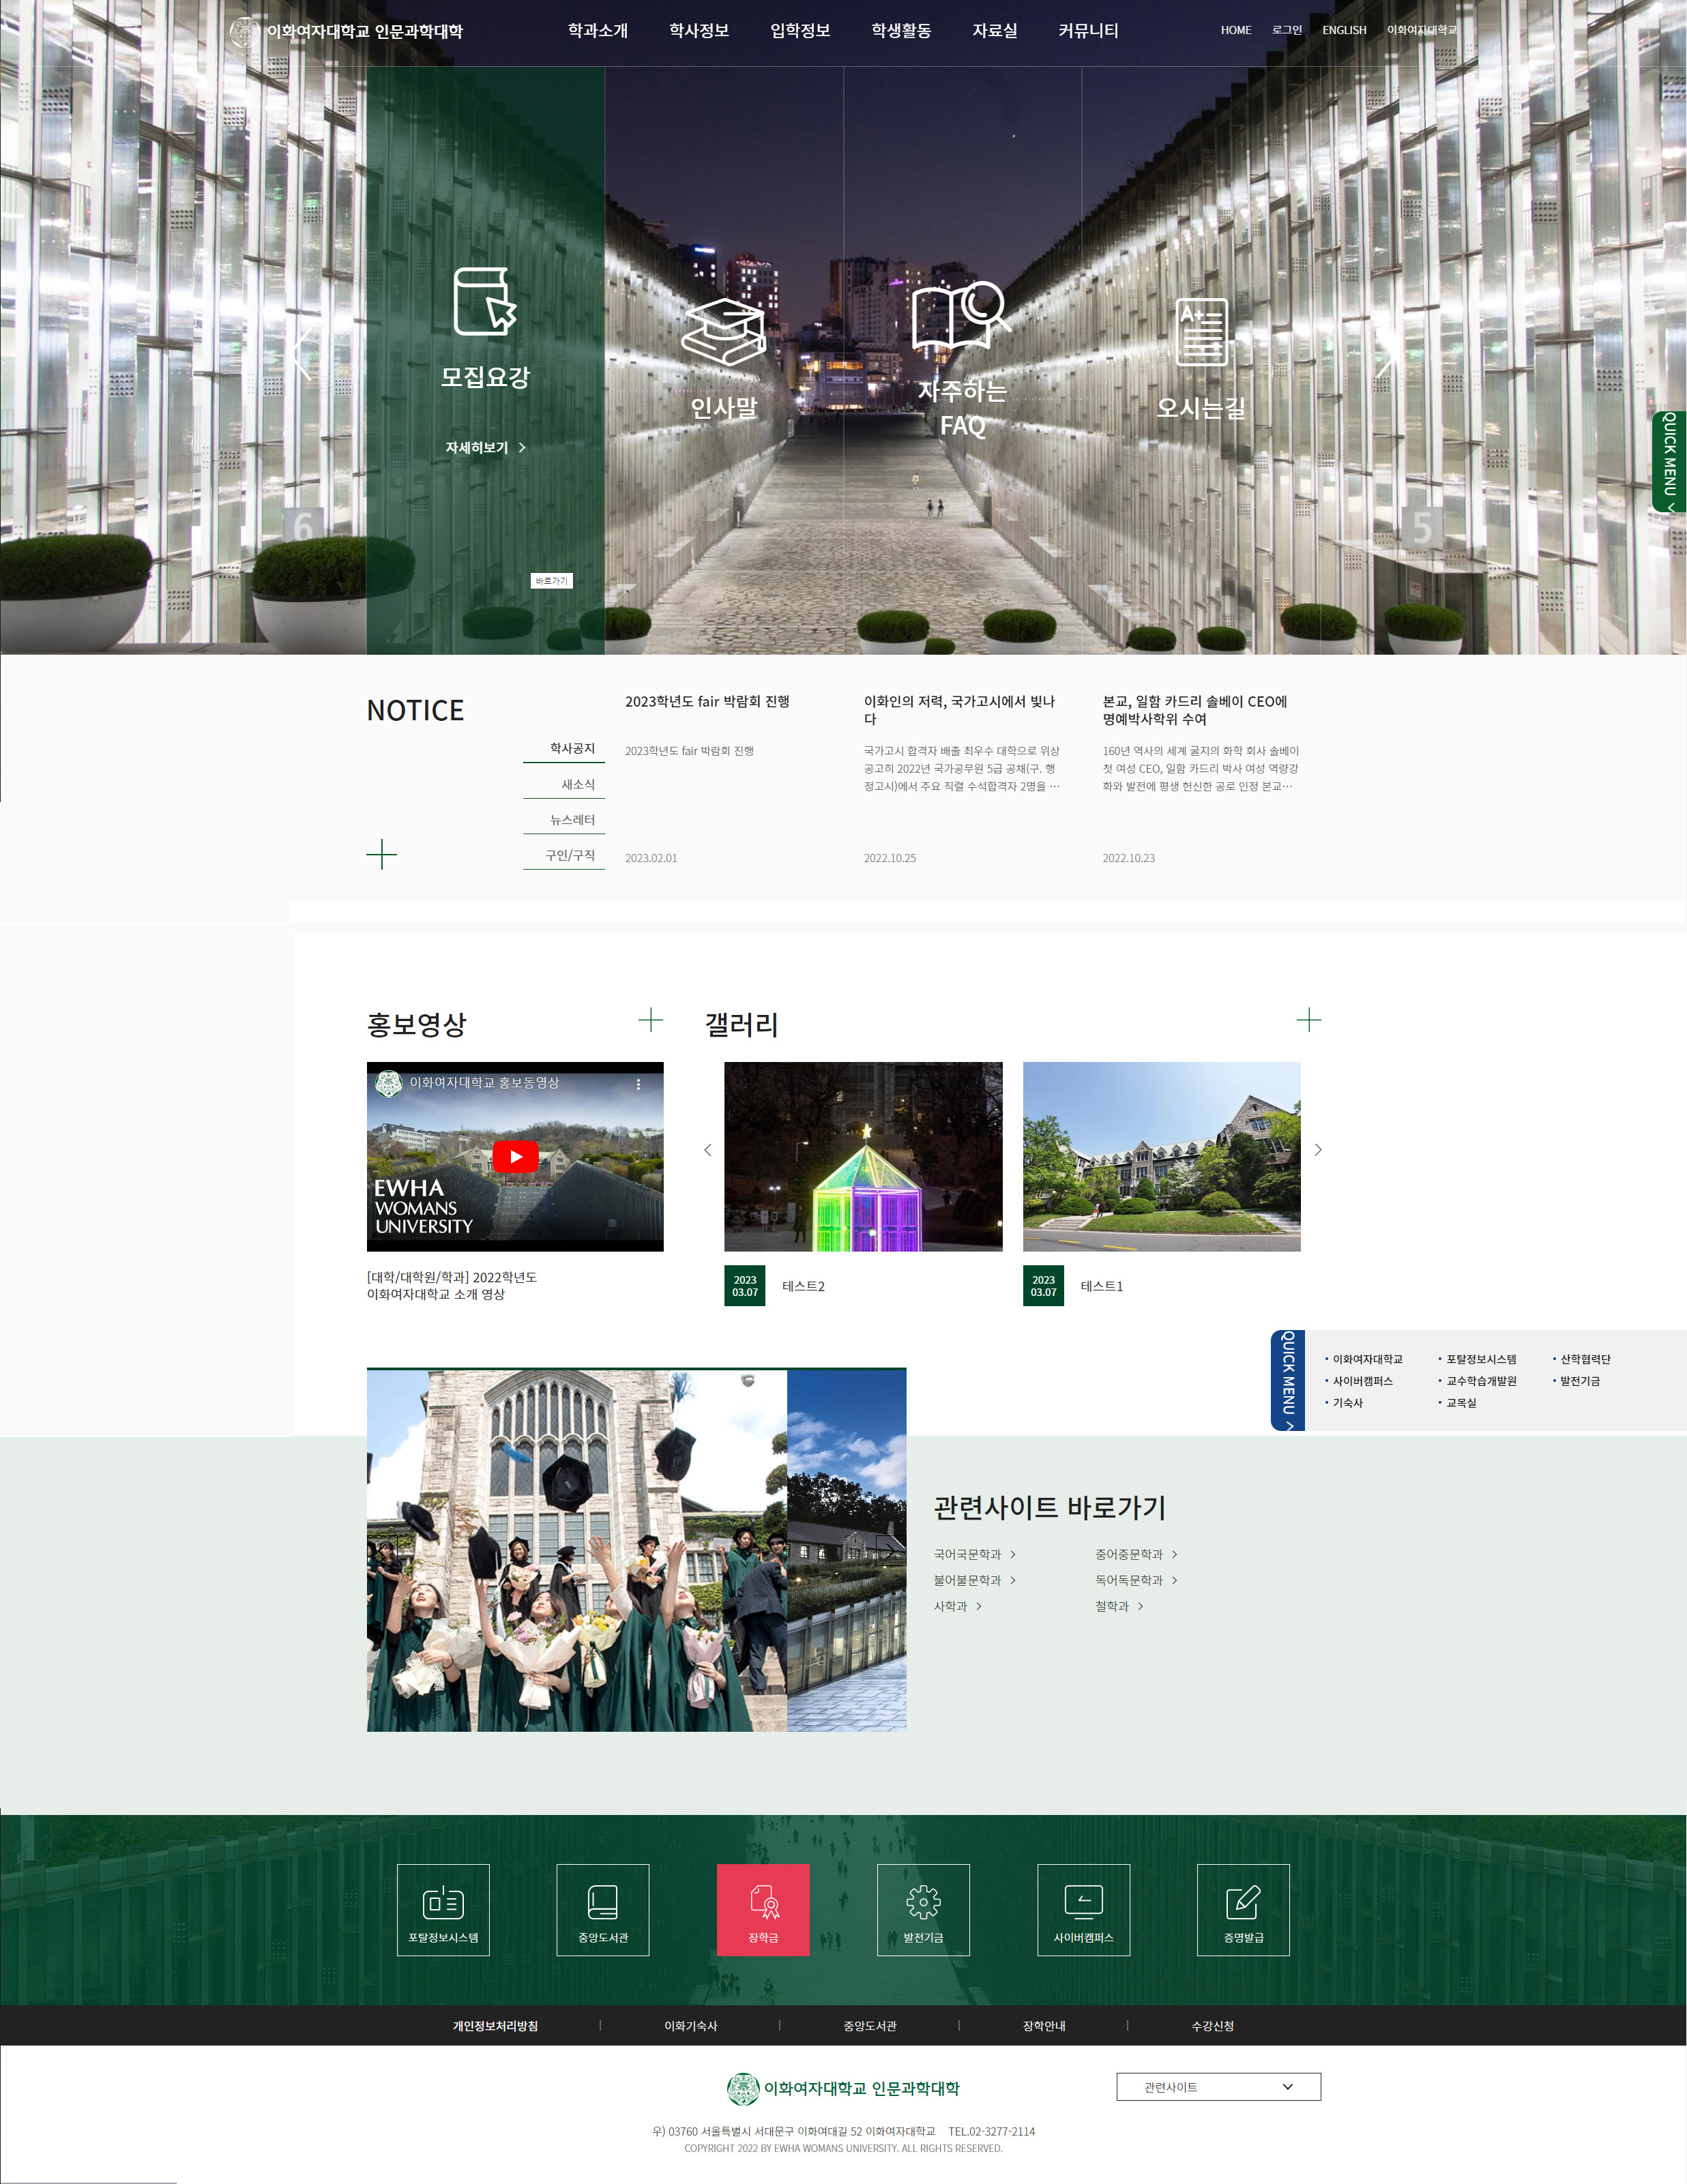 이화여자대학교 인문과학대학
학과소개 학사정보 입학정보 학생활동 자료실 커뮤니티
HOME 로그인 ENGLISH 이화여자대학교
모집요강
자세히보기
바로가기
인사말
자주하는
FAQ
A+
오시는길
QUICK MENU
6
5
NOTICE
학사공지
새소식
뉴스레터
구인/구직
2023학년도 fair 박람회 진행
2023학년도 fair 박람회 진행
2023.02.01
이화인의 저력, 국가고시에서 빛나
다
국가고시 합격자 배출 최우수 대학으로 위상
공고히 2022년 국가공무원 5급 공채(구. 행
정고시)에서 주요 직렬 수석합격자 2명을 …
2022.10.25
본교, 일함 카드리 솔베이 CEO에
명예박사학위 수여
160년 역사의 세계 굴지의 화학 회사 솔베이
첫 여성 CEO, 일함 카드리 박사 여성 역량강
화와 발전에 평생 헌신한 공로 인정 본교…
2022.10.23
홍보영상
이화여자대학교 홍보동영상
EWHA
WOMANS
UNIVERSITY
[대학/대학원/학과] 2022학년도
이화여자대학교 소개 영상
갤러리
2023
03.07
테스트2
2023
03.07
테스트1
QUICK MENU
• 이화여자대학교 • 포탈정보시스템 • 산학협력단
• 사이버캠퍼스 • 교수학습개발원 • 발전기금
• 기숙사 • 교목실
관련사이트 바로가기
국어국문학과 중어중문학과
불어불문학과 독어독문학과
사학과 철학과
포탈정보시스템 중앙도서관 장학금 발전기금 사이버캠퍼스 증명발급
개인정보처리방침 | 이화기숙사 | 중앙도서관 | 장학안내 | 수강신청
이화여자대학교 인문과학대학
관련사이트
우) 03760 서울특별시 서대문구 이화여대길 52 이화여자대학교 TEL.02-3277-2114
COPYRIGHT 2022 BY EWHA WOMANS UNIVERSITY. ALL RIGHTS RESERVED.